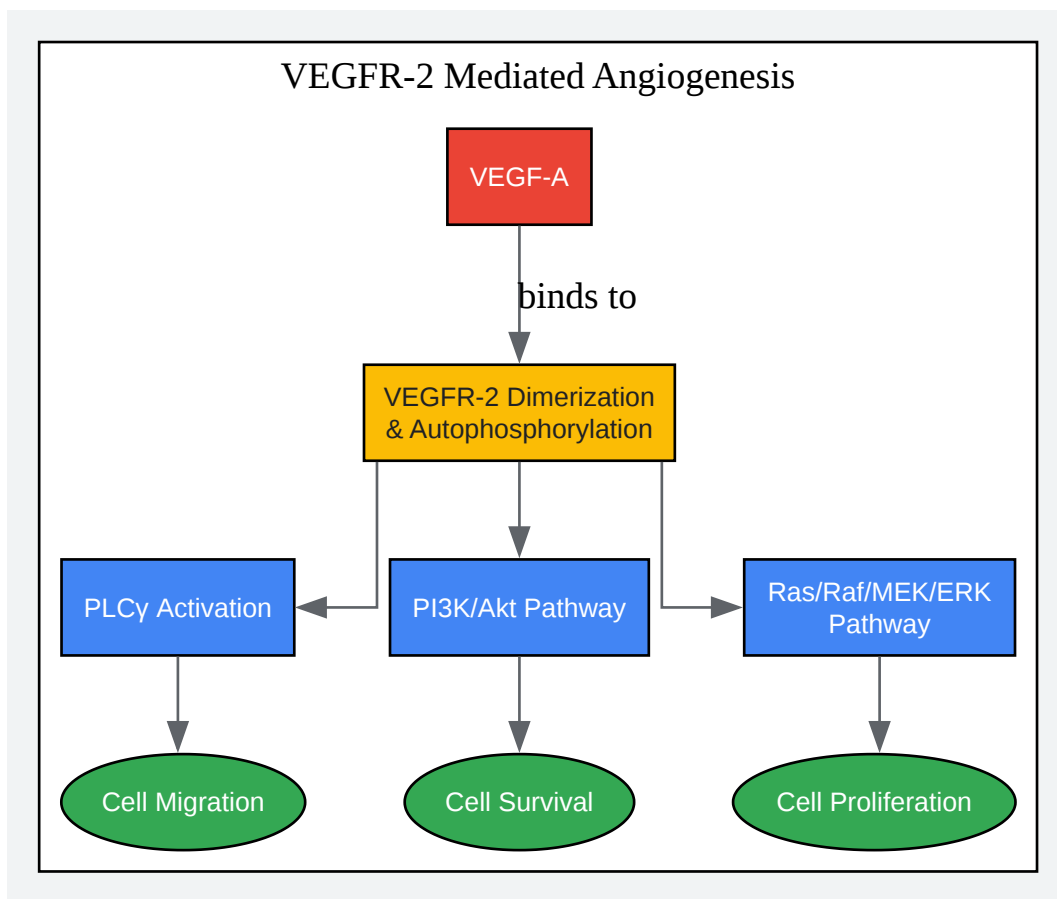 VEGFR-2 Mediated Angiogenesis
VEGF-A
binds to
VEGFR-2 Dimerization
& Autophosphorylation
PLCγ Activation
PI3K/Akt Pathway
Ras/Raf/MEK/ERK
Pathway
Cell Migration
Cell Survival
Cell Proliferation